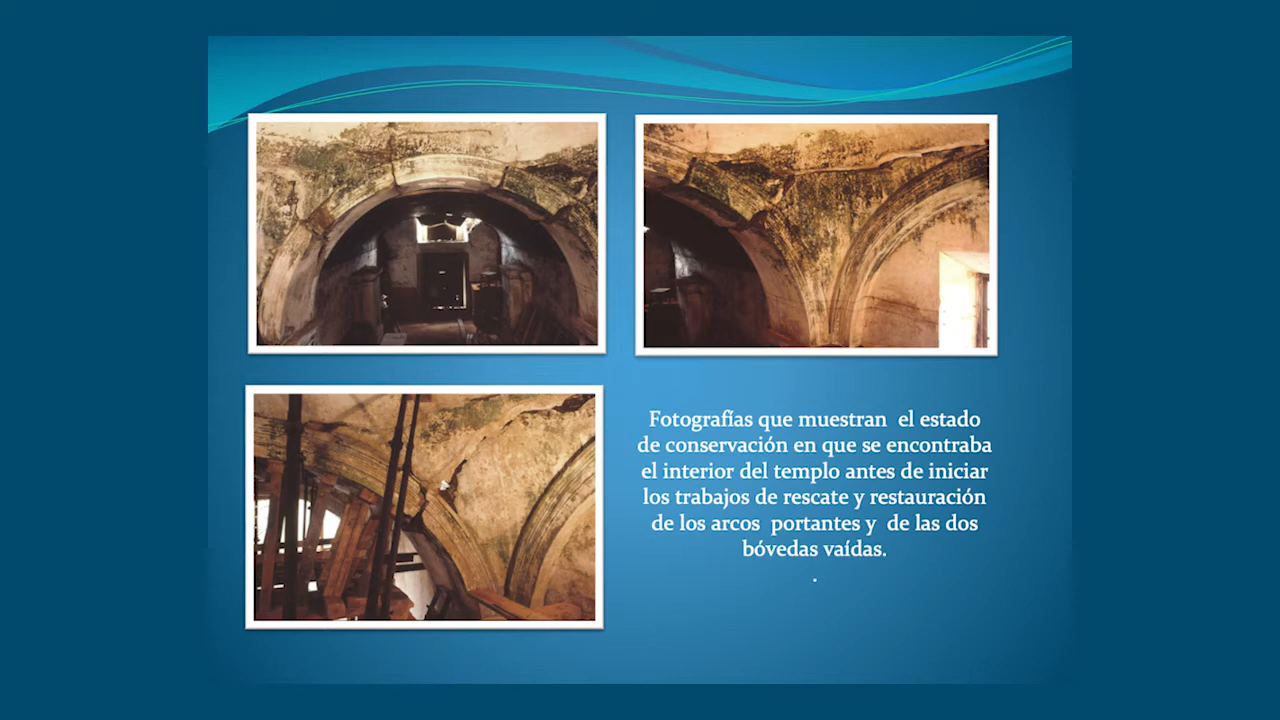 Fotografías que muestran el estado
de conservación en que se encontraba
el interior del templo antes de iniciar
los trabajos de rescate y restauración
de los arcos portantes y de las dos
bóvedas vaídas.
.